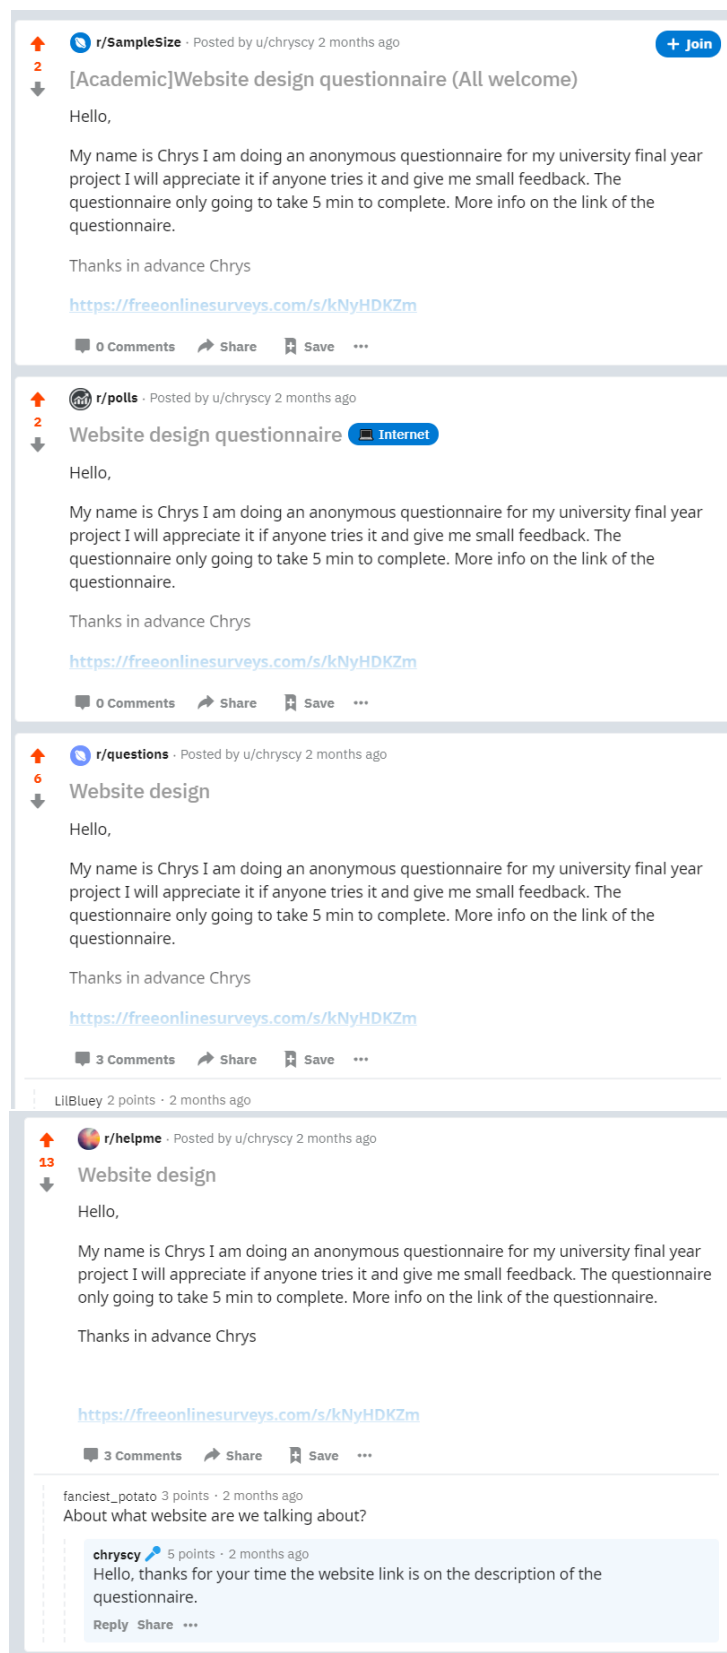 r/SampleSize · Posted by u/chryscy 2 months ago
+ Join
2
[Academic]Website design questionnaire (All welcome)
Hello,
My name is Chrys I am doing an anonymous questionnaire for my university final year
project I will appreciate it if anyone tries it and give me small feedback. The
questionnaire only going to take 5 min to complete. More info on the link of the
questionnaire.
Thanks in advance Chrys
https://freeonlinesurveys.com/s/kNyHDKZm
0 Comments Share Save ···
r/polls · Posted by u/chryscy 2 months ago
2
Website design questionnaire Internet
Hello,
My name is Chrys I am doing an anonymous questionnaire for my university final year
project I will appreciate it if anyone tries it and give me small feedback. The
questionnaire only going to take 5 min to complete. More info on the link of the
questionnaire.
Thanks in advance Chrys
https://freeonlinesurveys.com/s/kNyHDKZm
0 Comments Share Save ···
r/questions · Posted by u/chryscy 2 months ago
6
Website design
Hello,
My name is Chrys I am doing an anonymous questionnaire for my university final year
project I will appreciate it if anyone tries it and give me small feedback. The
questionnaire only going to take 5 min to complete. More info on the link of the
questionnaire.
Thanks in advance Chrys
https://freeonlinesurveys.com/s/kNyHDKZm
3 Comments Share Save ···
LilBluey 2 points · 2 months ago
r/helpme · Posted by u/chryscy 2 months ago
13
Website design
Hello,
My name is Chrys I am doing an anonymous questionnaire for my university final year
project I will appreciate if anyone tries it and give me small feedback. The questionnaire
only going to take 5 min to complete. More info on the link of the questionnaire.
Thanks in advance Chrys
https://freeonlinesurveys.com/s/kNyHDKZm
3 Comments Share Save ···
fanciest_potato 3 points · 2 months ago
About what website are we talking about?
chryscy 5 points · 2 months ago
Hello, thanks for your time the website link is on the description of the
questionnaire.
Reply Share ···